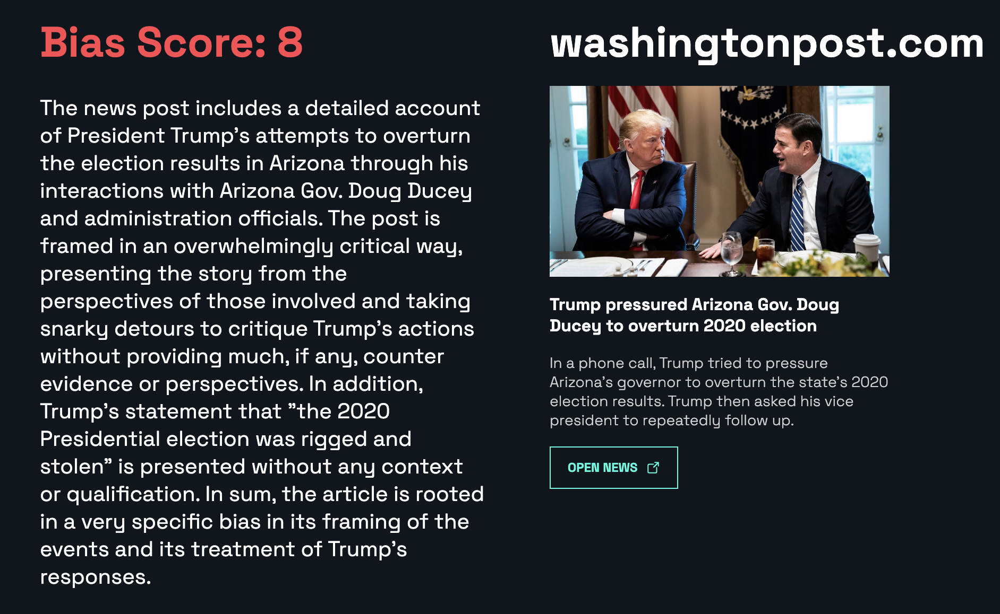 Bias Score: 8
The news post includes a detailed account
of President Trump’s attempts to overturn
the election results in Arizona through his
interactions with Arizona Gov. Doug Ducey
and administration officials. The post is
framed in an overwhelmingly critical way,
presenting the story from the
perspectives of those involved and taking
snarky detours to critique Trump’s actions
without providing much, if any, counter
evidence or perspectives. In addition,
Trump’s statement that ”the 2020
Presidential election was rigged and
stolen” is presented without any context
or qualification. In sum, the article is rooted
in a very specific bias in its framing of the
events and its treatment of Trump’s
responses.
washingtonpost.com
Trump pressured Arizona Gov. Doug
Ducey to overturn 2020 election
In a phone call, Trump tried to pressure
Arizona’s governor to overturn the state’s 2020
election results. Trump then asked his vice
president to repeatedly follow up.
OPEN NEWS